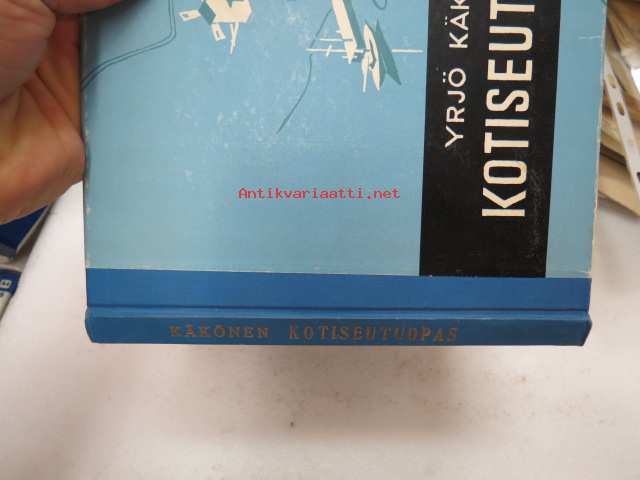 YRJÖ KÄK
KOTISEUT
Antikvariaatti.net
KÄKÖNEN KOTISEUTUOPAS